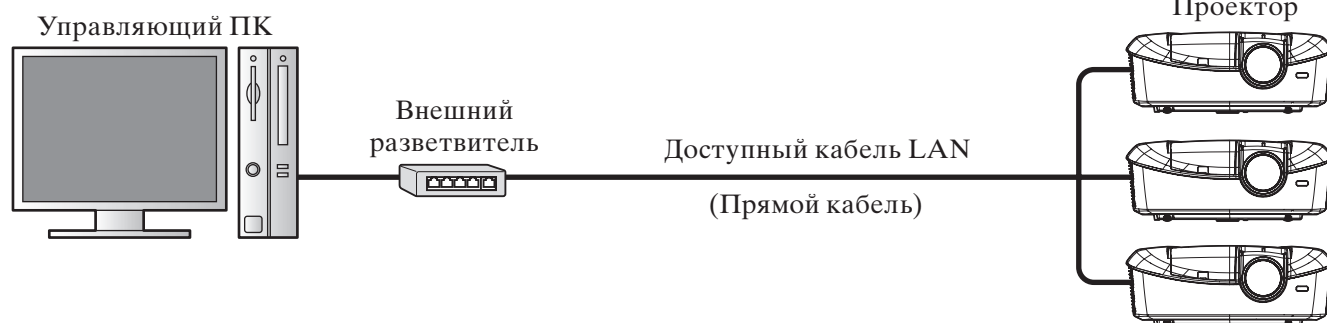 Проектор
Управляющий ПК
Внешний
разветвитель
Доступный кабель LAN
(Прямой кабель)